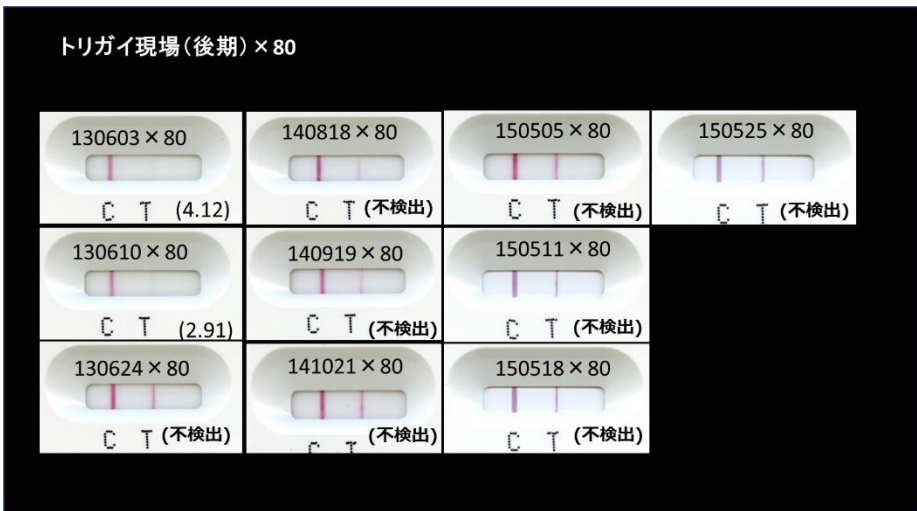 トリガイ現場（後期）×80
130603×80
C T (4.12)
140818×80
C T (不検出)
150505×80
C T (不検出)
150525×80
C T (不検出)
130610×80
C T (2.91)
140919×80
C T (不検出)
150511×80
C T (不検出)
130624×80
C T (不検出)
141021×80
C T (不検出)
150518×80
C T (不検出)